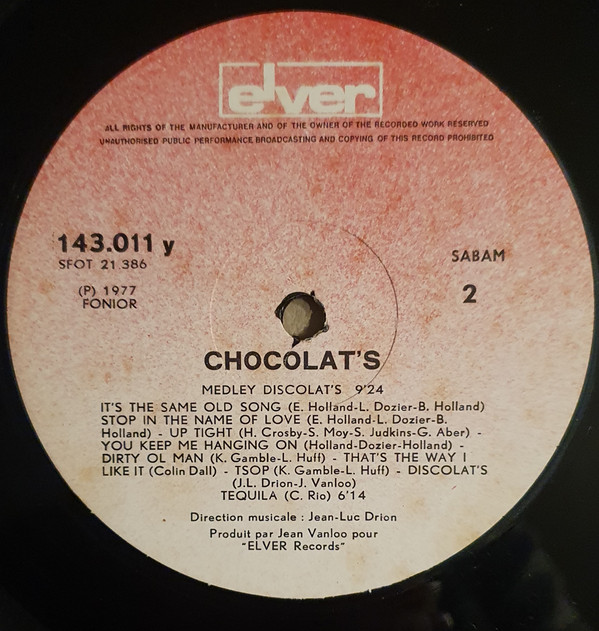 elver
ALL RIGHTS OF THE MANUFACTURER AND OF THE OWNER OF THE RECORDED WORK RESERVED
UNAUTHORISED PUBLIC PERFORMANCE BROADCASTING AND COPYING OF THIS RECORD PROHIBITED
143.011 y
SFOT 21 386
(P) 1977
FONIOR
SABAM
2
CHOCOLAT'S
MEDLEY DISCOLAT'S 9'24
IT'S THE SAME OLD SONG (E. Holland-L. Dozier-B. Holland)
STOP IN THE NAME OF LOVE (E. Holland-L. Dozier-B.
Holland) - UP TIGHT (H. Crosby-S. Moy-S. Judkins-G. Aber) -
YOU KEEP ME HANGING ON (Holland-Dozier-Holland) -
DIRTY OL MAN (K. Gamble-L. Huff) - THAT'S THE WAY I
LIKE IT (Colin Dall) - TSOP (K. Gamble-L. Huff) - DISCOLAT'S
(J.L. Drion-J. Vanloo)
TEQUILA (C. Rio) 6'14
Direction musicale : Jean-Luc Drion
Produit par Jean Vanloo pour
"ELVER Records"